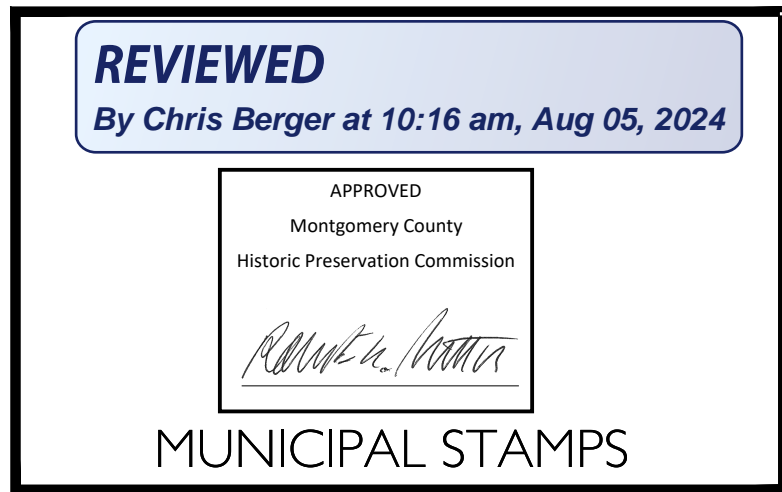 REVIEWED
By Chris Berger at 10:16 am, Aug 05, 2024
APPROVED
Montgomery County
Historic Preservation Commission
MUNICIPAL STAMPS